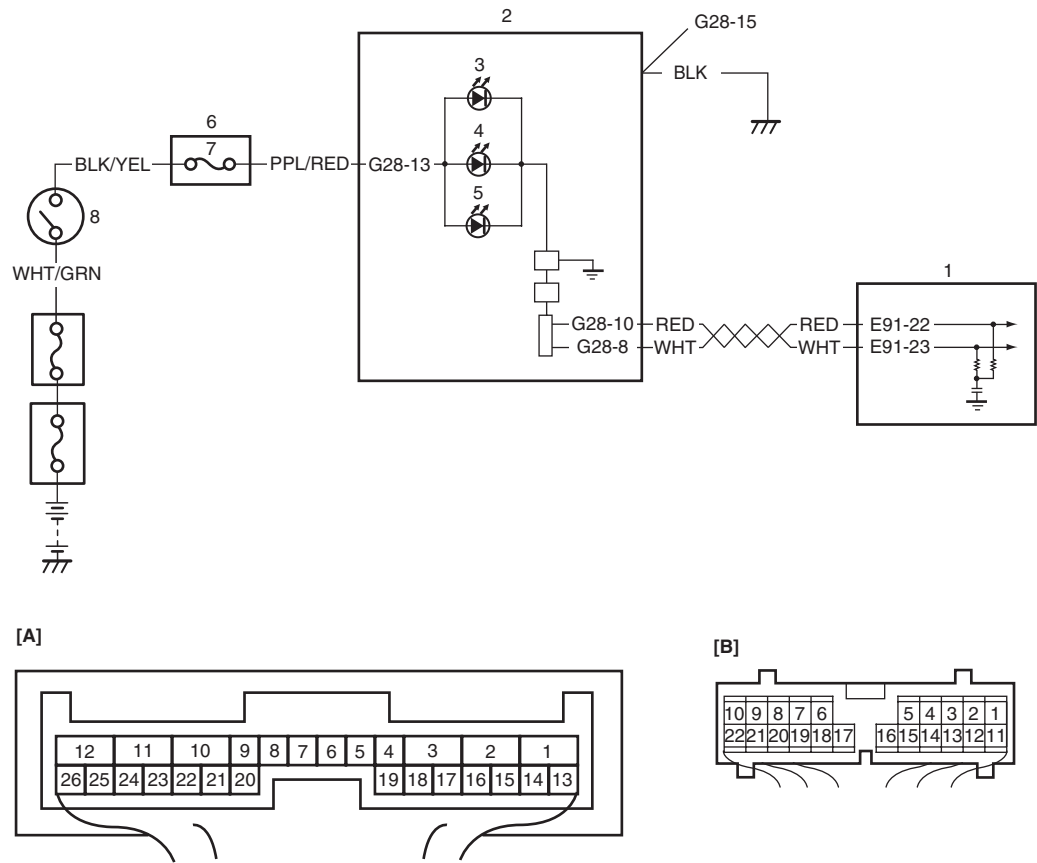 2
G28-15
3
BLK
4
6
7
BLK/YEL
PPL/RED
G28-13
5
8
WHT/GRN
1
G28-10 RED RED E91-22
G28-8 WHT WHT E91-23
[A]
[B]
10 9 8 7 6 5 4 3 2 1
22 21 20 19 18 17 16 15 14 13 12 11
12 11 10 9 8 7 6 5 4 3 2 1
26 25 24 23 22 21 20 19 18 17 16 15 14 13